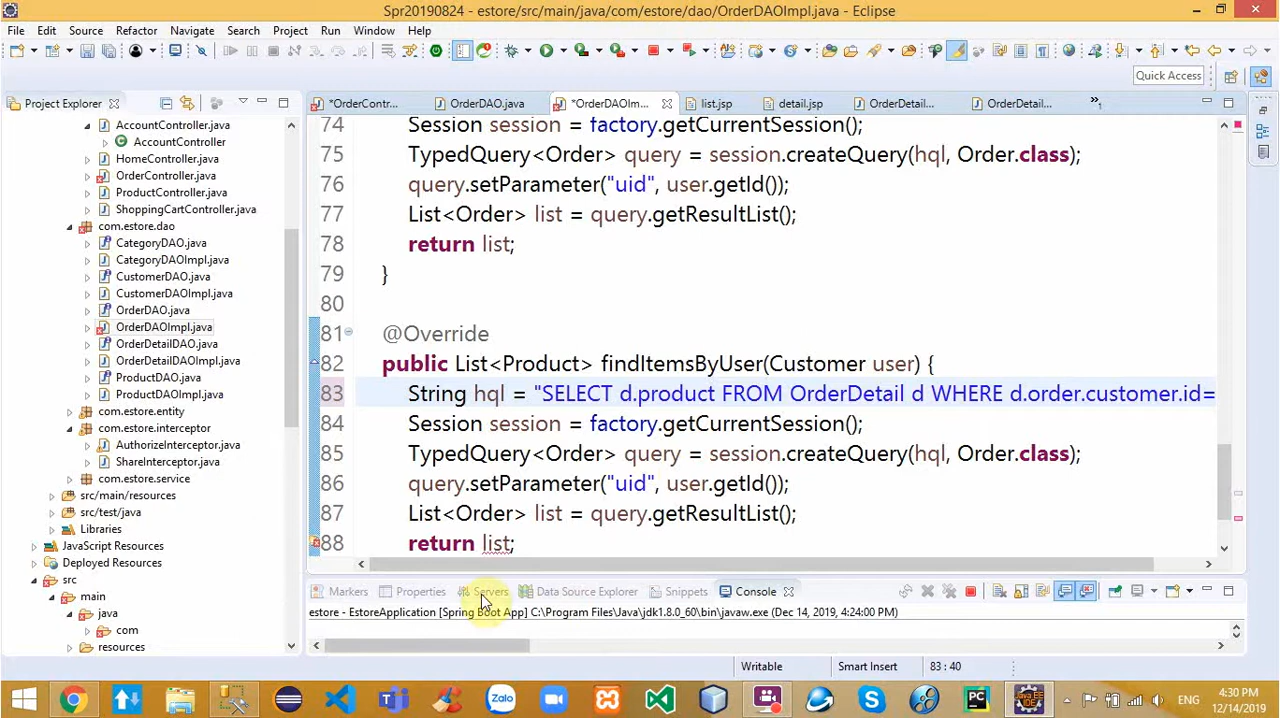 Spr20190824 - estore/src/main/java/com/estore/dao/OrderDAOImpl.java - Eclipse
File Edit Source Refactor Navigate Search Project Run Window Help
Quick Access
Project Explorer
*OrderContr... OrderDAO.java *OrderDAOIm... list.jsp detail.jsp OrderDetail... OrderDetail... »1
AccountController.java
AccountController
HomeController.java
OrderController.java
ProductController.java
ShoppingCartController.java
com.estore.dao
CategoryDAO.java
CategoryDAOImpl.java
CustomerDAO.java
CustomerDAOImpl.java
OrderDAO.java
OrderDAOImpl.java
OrderDetailDAO.java
OrderDetailDAOImpl.java
ProductDAO.java
ProductDAOImpl.java
com.estore.entity
com.estore.interceptor
AuthorizeInterceptor.java
ShareInterceptor.java
com.estore.service
src/main/resources
src/test/java
Libraries
JavaScript Resources
Deployed Resources
src
main
java
com
resources
74 Session session = factory.getCurrentSession();
75 TypedQuery<Order> query = session.createQuery(hql, Order.class);
76 query.setParameter("uid", user.getId());
77 List<Order> list = query.getResultList();
78 return list;
79 }
80
81 @Override
82 public List<Product> findItemsByUser(Customer user) {
83 String hql = "SELECT d.product FROM OrderDetail d WHERE d.order.customer.id=
84 Session session = factory.getCurrentSession();
85 TypedQuery<Order> query = session.createQuery(hql, Order.class);
86 query.setParameter("uid", user.getId());
87 List<Order> list = query.getResultList();
88 return list;
Markers Properties Servers Data Source Explorer Snippets Console
estore - EstoreApplication [Spring Boot App] C:\Program Files\Java\jdk1.8.0_60\bin\javaw.exe (Dec 14, 2019, 4:24:00 PM)
Writable Smart Insert 83 : 40
Zalo
PC
Java EE
IDE
ENG
4:30 PM
12/14/2019